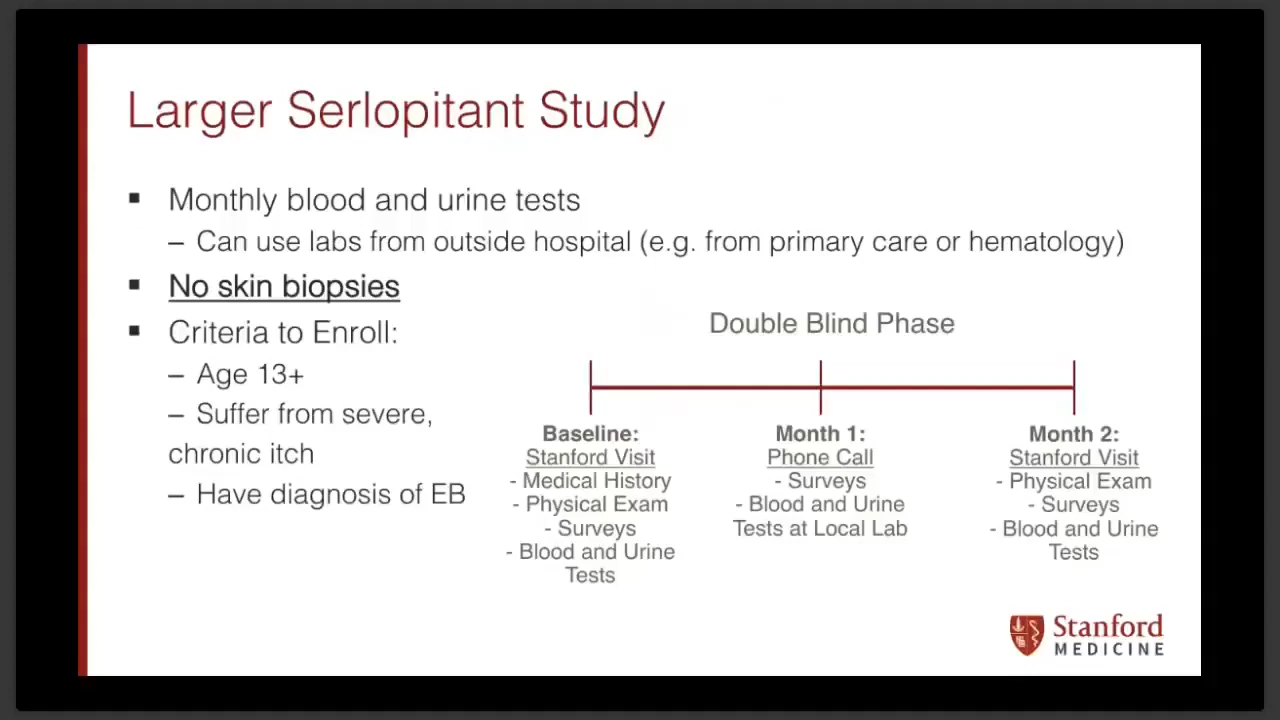 Larger Serlopitant Study
▪ Monthly blood and urine tests
– Can use labs from outside hospital (e.g. from primary care or hematology)
▪ No skin biopsies
▪ Criteria to Enroll:
– Age 13+
– Suffer from severe,
chronic itch
– Have diagnosis of EB
Double Blind Phase
Baseline:
Stanford Visit
- Medical History
- Physical Exam
- Surveys
- Blood and Urine
Tests
Month 1:
Phone Call
- Surveys
- Blood and Urine
Tests at Local Lab
Month 2:
Stanford Visit
- Physical Exam
- Surveys
- Blood and Urine
Tests
Stanford
MEDICINE